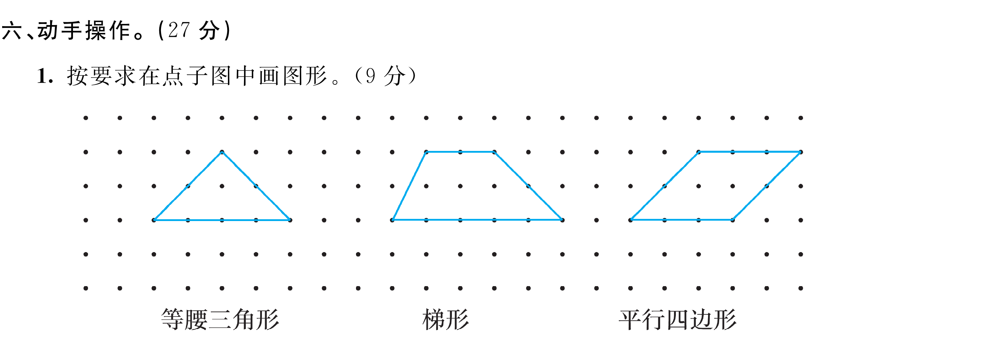 六、动手操作。(27 分)
1. 按要求在点子图中画图形。(9 分)
等腰三角形 梯形 平行四边形